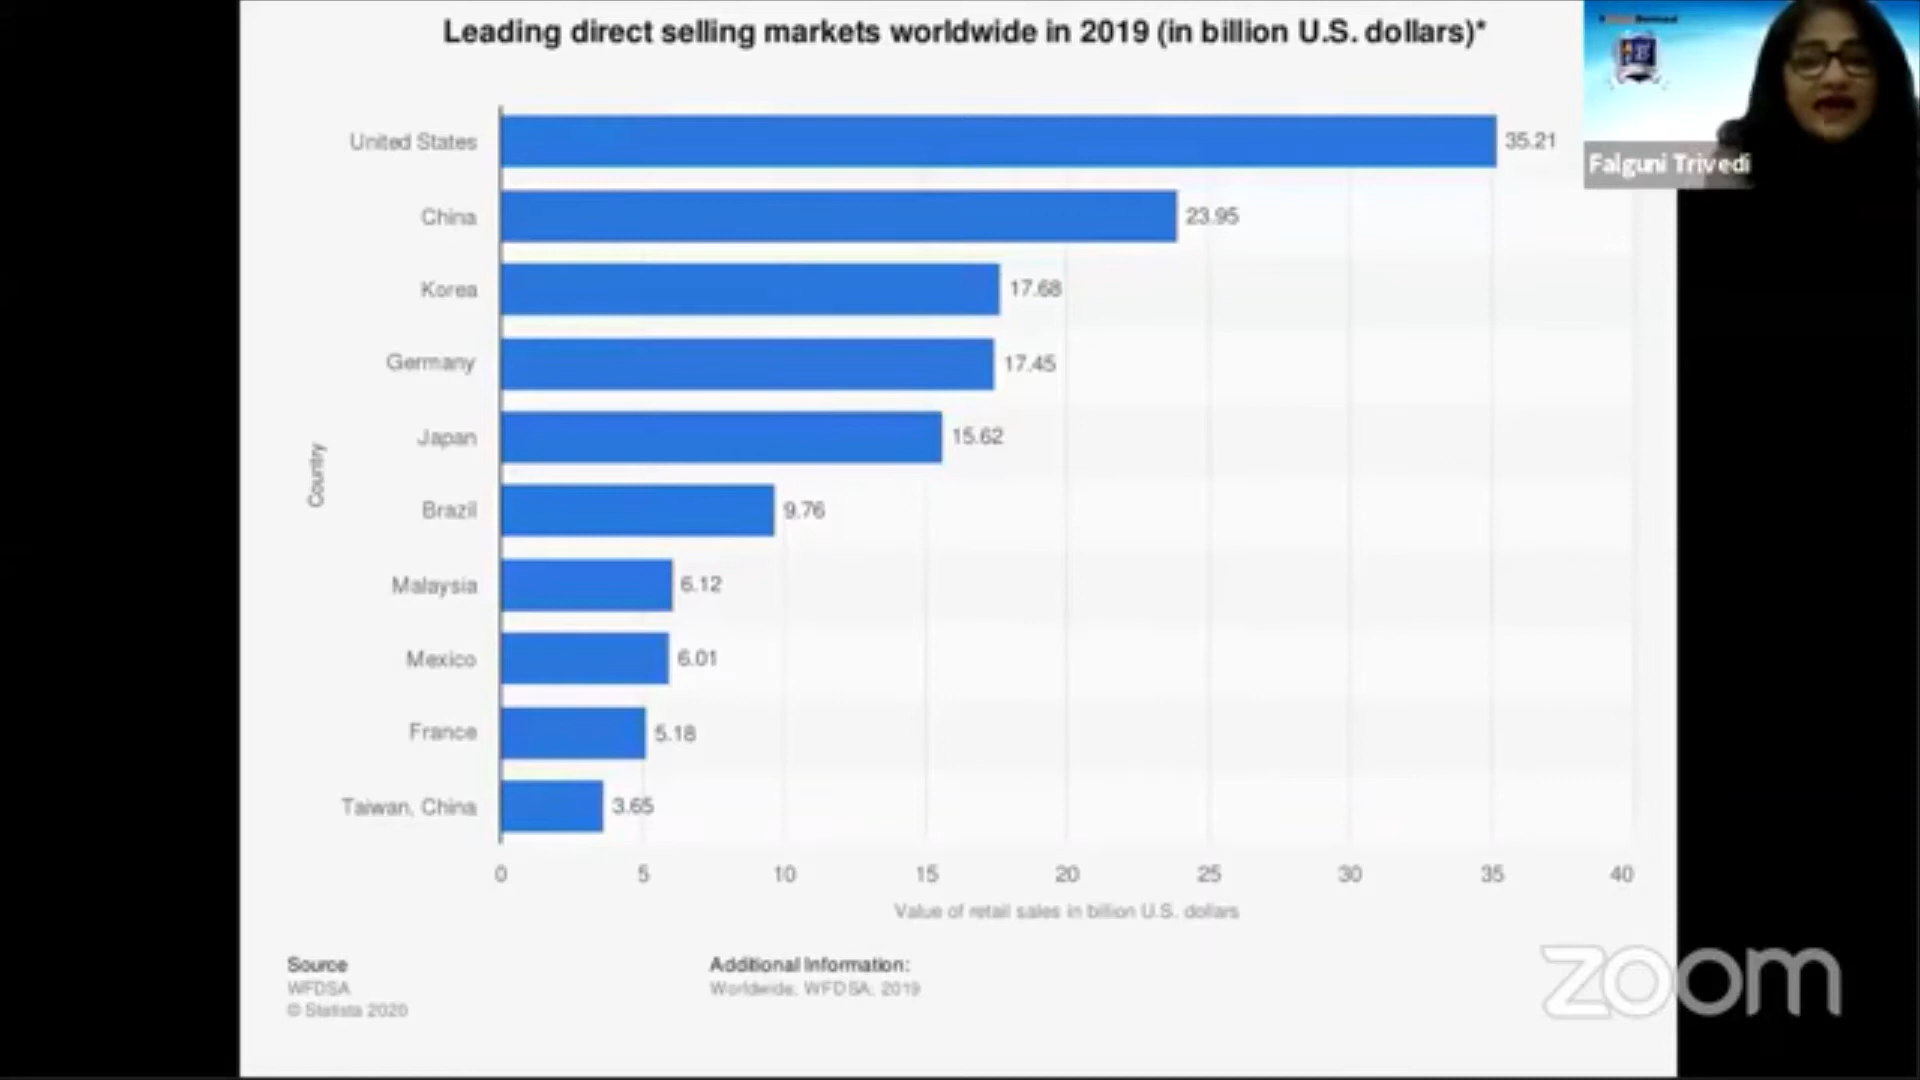 Leading direct selling markets worldwide in 2019 (in billion U.S. dollars)*
United States 35.21
China 23.95
Korea 17.68
Germany 17.45
Japan 15.62
Brazil 9.76
Malaysia 6.12
Mexico 6.01
France 5.18
Taiwan, China 3.65
Country
0 5 10 15 20 25 30 35 40
Value of retail sales in billion U.S. dollars
Source
WFDSA
© Statista 2020
Additional Information:
Worldwide; WFDSA, 2019
Falguni Trivedi
zoom